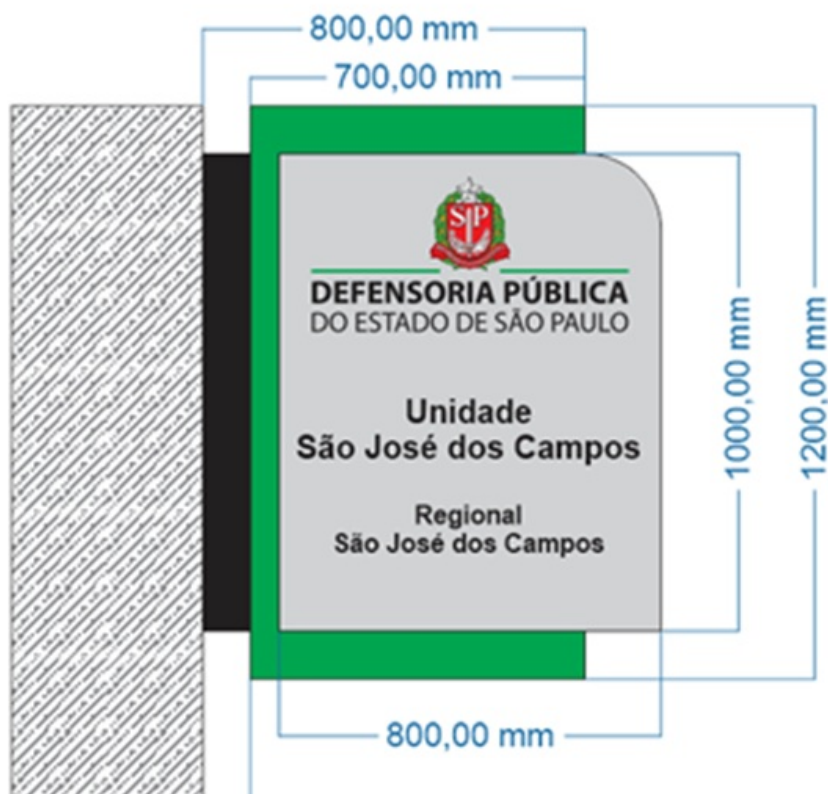 800,00 mm
700,00 mm
SP
DEFENSORIA PÚBLICA
DO ESTADO DE SÃO PAULO
Unidade
São José dos Campos
Regional
São José dos Campos
1000,00 mm
1200,00 mm
800,00 mm